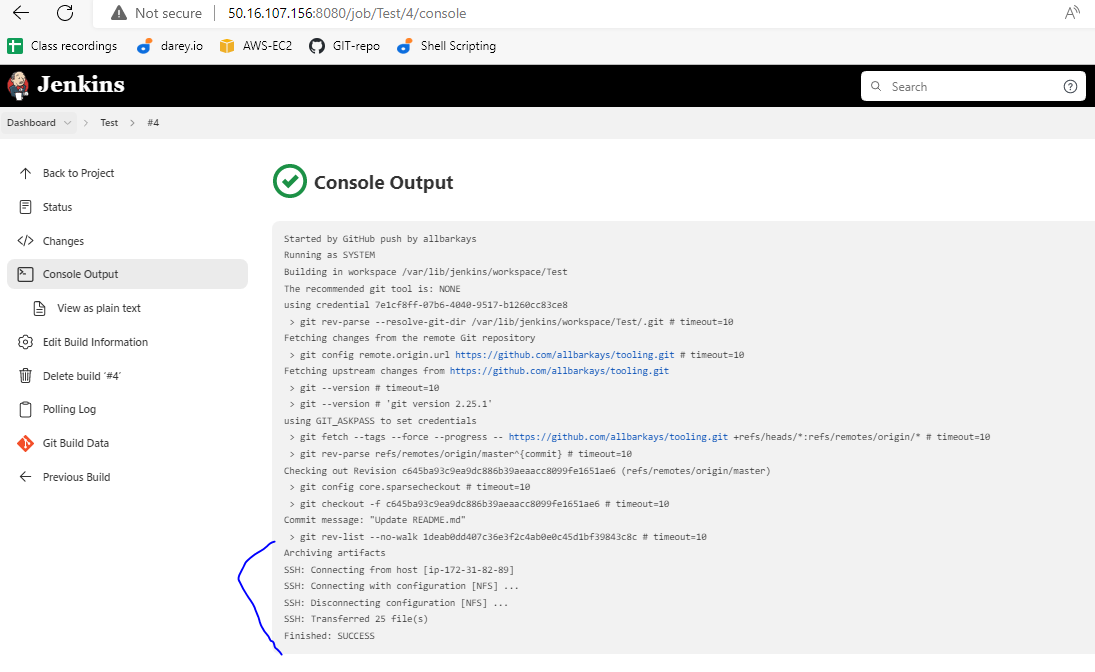 Not secure | 50.16.107.156:8080/job/Test/4/console
Class recordings darey.io AWS-EC2 GIT-repo Shell Scripting
Jenkins Search
Dashboard > Test > #4
Back to Project
Status
Changes
Console Output
View as plain text
Edit Build Information
Delete build '#4'
Polling Log
Git Build Data
Previous Build
Console Output
Started by GitHub push by allbarkays
Running as SYSTEM
Building in workspace /var/lib/jenkins/workspace/Test
The recommended git tool is: NONE
using credential 7e1cf8ff-07b6-4040-9517-b1260cc83ce8
> git rev-parse --resolve-git-dir /var/lib/jenkins/workspace/Test/.git # timeout=10
Fetching changes from the remote Git repository
> git config remote.origin.url https://github.com/allbarkays/tooling.git # timeout=10
Fetching upstream changes from https://github.com/allbarkays/tooling.git
> git --version # timeout=10
> git --version # 'git version 2.25.1'
using GIT_ASKPASS to set credentials
> git fetch --tags --force --progress -- https://github.com/allbarkays/tooling.git +refs/heads/*:refs/remotes/origin/* # timeout=10
> git rev-parse refs/remotes/origin/master^{commit} # timeout=10
Checking out Revision c645ba93c9ea9dc886b39aeaacc8099fe1651ae6 (refs/remotes/origin/master)
> git config core.sparsecheckout # timeout=10
> git checkout -f c645ba93c9ea9dc886b39aeaacc8099fe1651ae6 # timeout=10
Commit message: "Update README.md"
> git rev-list --no-walk 1deab0dd407c36e3f2c4ab0e0c45d1bf39843c8c # timeout=10
Archiving artifacts
SSH: Connecting from host [ip-172-31-82-89]
SSH: Connecting with configuration [NFS] ...
SSH: Disconnecting configuration [NFS] ...
SSH: Transferred 25 file(s)
Finished: SUCCESS